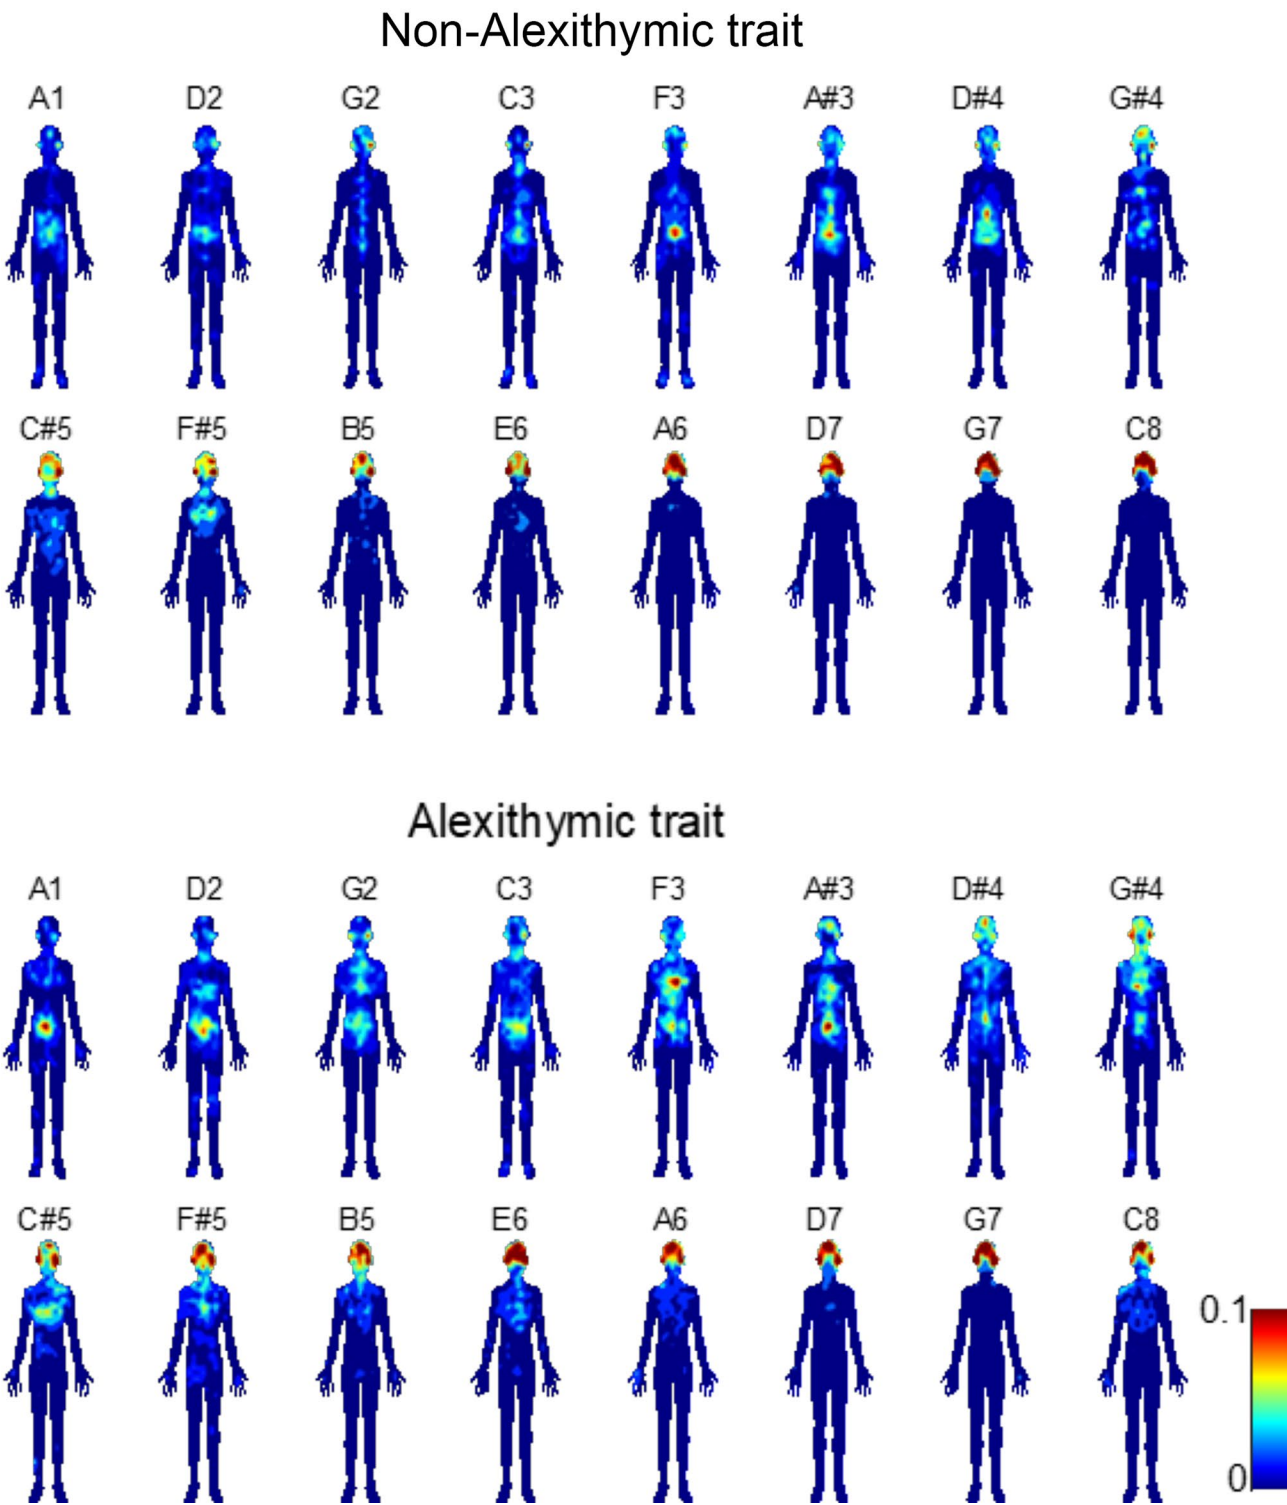 Non-Alexithymic trait
A1 D2 G2 C3 F3 A#3 D#4 G#4
C#5 F#5 B5 E6 A6 D7 G7 C8
Alexithymic trait
A1 D2 G2 C3 F3 A#3 D#4 G#4
C#5 F#5 B5 E6 A6 D7 G7 C8
0.1
0